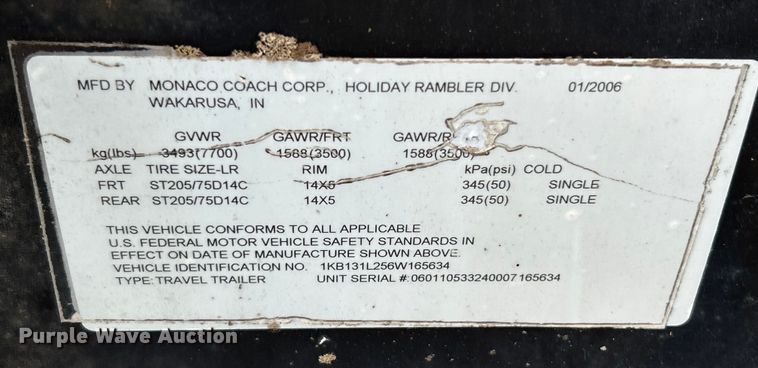 MFD BY MONACO COACH CORP., HOLIDAY RAMBLER DIV. 01/2006
WAKARUSA, IN
GVWR GAWR/FRT GAWR/R
kg(lbs) 3493(7700) 1588(3500) 1588(3500)
AXLE TIRE SIZE-LR RIM kPa(psi) COLD
FRT ST205/75D14C 14X5 345(50) SINGLE
REAR ST205/75D14C 14X5 345(50) SINGLE
THIS VEHICLE CONFORMS TO ALL APPLICABLE
U.S. FEDERAL MOTOR VEHICLE SAFETY STANDARDS IN
EFFECT ON DATE OF MANUFACTURE SHOWN ABOVE.
VEHICLE IDENTIFICATION NO. 1KB131L256W165634
TYPE: TRAVEL TRAILER UNIT SERIAL #:060110533240007165634
Purple Wave Auction